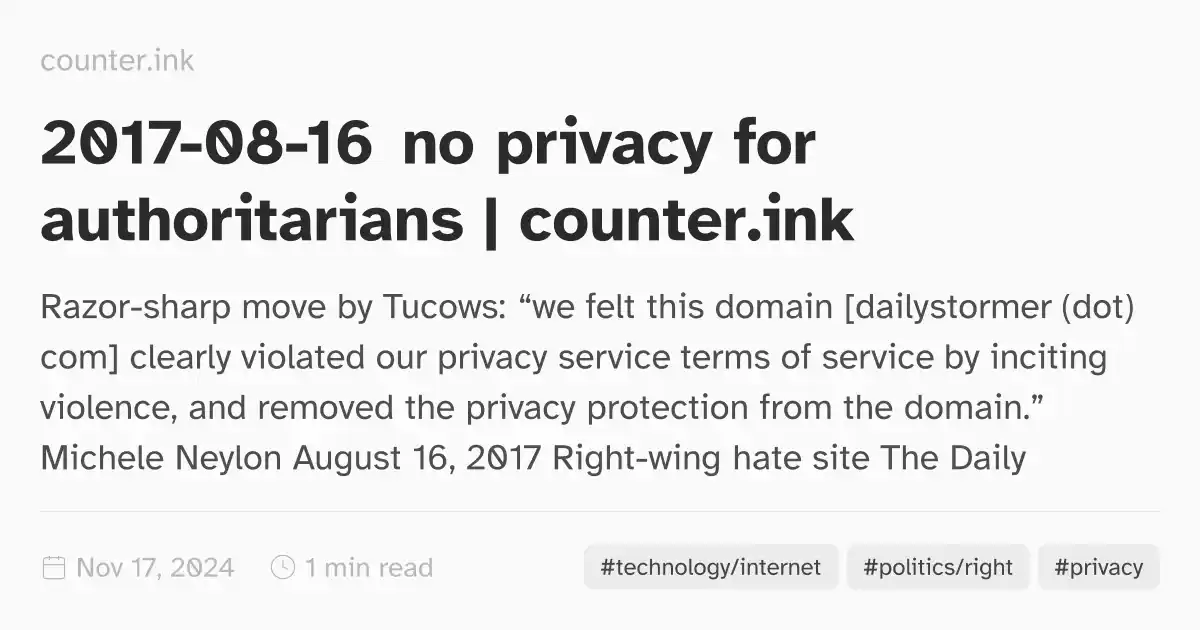 counter.ink
2017-08-16 no privacy for
authoritarians | counter.ink
Razor-sharp move by Tucows: “we felt this domain [dailystormer (dot)
com] clearly violated our privacy service terms of service by inciting
violence, and removed the privacy protection from the domain.”
Michele Neylon August 16, 2017 Right-wing hate site The Daily
Nov 17, 2024 1 min read #technology/internet #politics/right #privacy